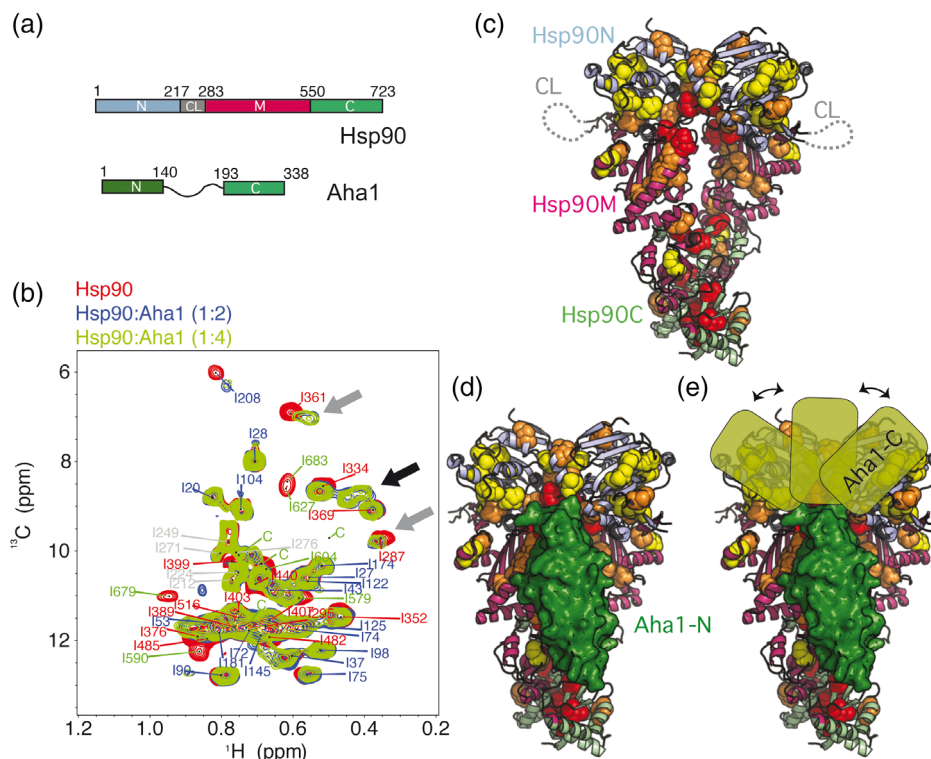 (a)
1 217 283 550 723
N CL M C
Hsp90
1 140 193 338
N C
Aha1
(b)
Hsp90
Hsp90:Aha1 (1:2)
Hsp90:Aha1 (1:4)
6
8
10
12
¹³C (ppm)
1.2 1.0 0.8 0.6 0.4 0.2
¹H (ppm)
I208
I361
I28
I683
I334
I20
I104
I627
I369
I249
C
I271
C
I276
I287
I399
I604
I174
I224
I440
I27
I212
I122
I43
I679
C
I579
I403
I516
I407
I295
I352
I389
I53
I125
I376
I74
I485
I72
I482
I590
I181
I98
I37
I90
I145
I75
(c)
Hsp90N
CL
CL
Hsp90M
Hsp90C
(d)
Aha1-N
(e)
Aha1-C